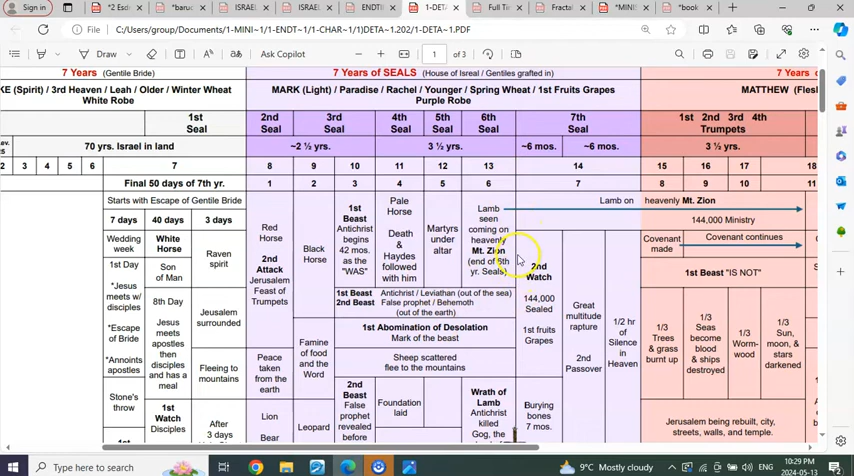 Sign in
*2 Esd
*baruc
ISRAEL
ISRAEL
ENDTIN
1-DETA
Full Tim
Fractal
*MINIS
*book
File
C:/Users/group/Documents/1-MINI~1/ENDT~1/1-CHAR~1/1)DETA~1.202/1-DETA~1.PDF
Draw
Ask Copilot
1 of 3
7 Years (Gentile Bride)
7 Years of SEALS (House of Isreal / Gentiles grafted in)
7 Years o
KE (Spirit) / 3rd Heaven / Leah / Older / Winter Wheat
White Robe
MARK (Light) / Paradise / Rachel / Younger / Spring Wheat / 1st Fruits Grapes
Purple Robe
MATTHEW (Flesh
1st
Seal
2nd
Seal
3rd
Seal
4th
Seal
5th
Seal
6th
Seal
7th
Seal
1st 2nd 3rd 4th
Trumpets
70 yrs. Israel in land
~2 ½ yrs.
3 ½ yrs.
~6 mos.
~6 mos.
3 ½ yrs.
2 3 4 5 6 7 8 9 10 11 12 13 14 15 16 17 18
Final 50 days of 7th yr.
1 2 3 4 5 6 7 8 9 10 11
Starts with Escape of Gentile Bride
7 days
40 days
3 days
Wedding
week
1st Day
*Jesus
meets w/
disciples
*Escape
of Bride
*Annoints
apostles
Stone's
throw
White
Horse
Son
of Man
8th Day
Jesus
meets
apostles
then
disciples
and has a
meal
1st
Watch
Disciples
Raven
spirit
Jerusalem
surrounded
Fleeing to
mountains
After
3 days
Red
Horse
2nd
Attack
Jerusalem
Feast of
Trumpets
Peace
taken
from the
earth
Lion
Bear
Black
Horse
Famine
of food
and the
Word
Leopard
1st
Beast
Antichrist
begins
42 mos.
as the
"WAS"
Pale
Horse
Death
&
Haydes
followed
with him
Martyrs
under
altar
Lamb
seen
coming on
heavenly
Mt. Zion
(end of 6th
yr. Seals)
1st Beast Antichrist / Leviathan (out of the sea)
2nd Beast False prophet / Behemoth
(out of the earth)
1st Abomination of Desolation
Mark of the beast
Sheep scattered
flee to the mountains
2nd
Beast
False
prophet
revealed
before
Foundation
laid
Wrath of
Lamb
Antichrist
killed
Gog, the
Lamb on heavenly Mt. Zion
144,000 Ministry
2nd
Watch
144,000
Sealed
1st fruits
Grapes
Burying
bones
7 mos.
Great
multitude
rapture
2nd
Passover
1/2 hr
of
Silence
in
Heaven
Covenant
made
Covenant continues
1st Beast "IS NOT"
1/3
Trees
& grass
burnt up
1/3
Seas
become
blood
& ships
destroyed
1/3
Worm-
wood
1/3
Sun,
moon, &
stars
darkened
Jerusalem being rebuilt, city,
streets, walls, and temple.
Type here to search
9°C Mostly cloudy
10:29 PM
2024-05-13